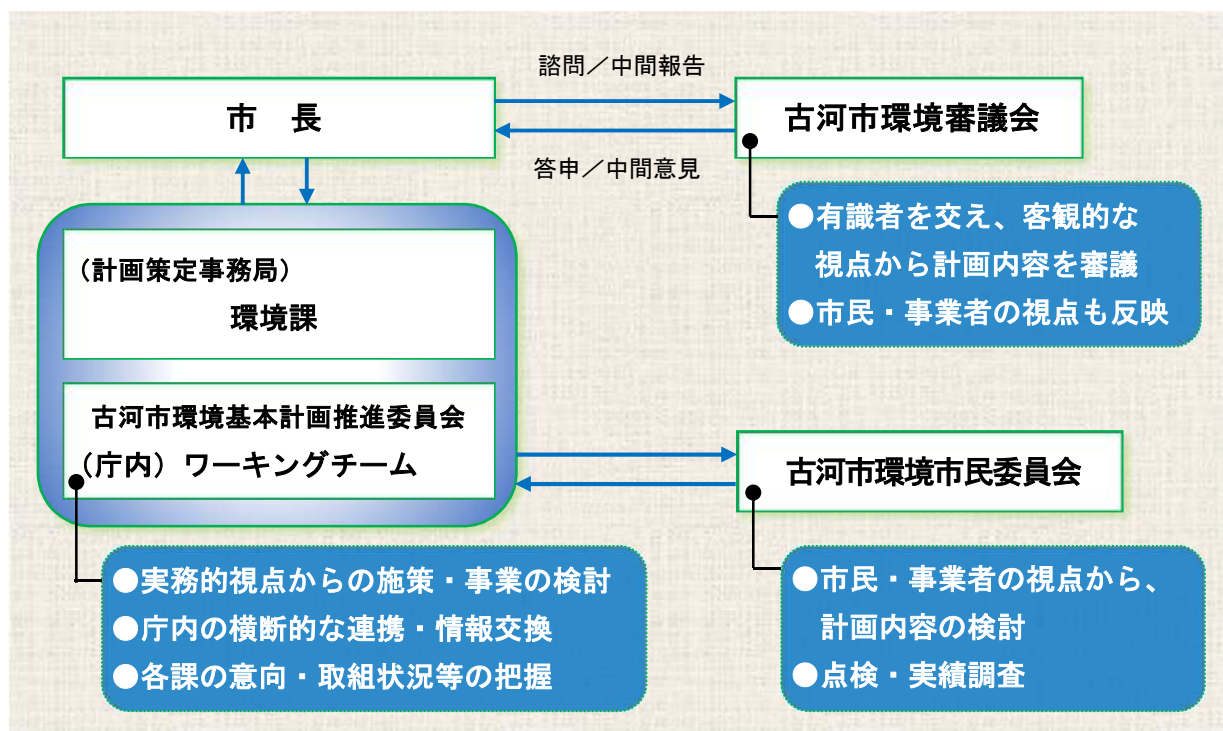 諮問／中間報告
市　長
古河市環境審議会
答申／中間意見
●有識者を交え、客観的な
視点から計画内容を審議
●市民・事業者の視点も反映
（計画策定事務局）
環境課
古河市環境基本計画推進委員会
（庁内）ワーキングチーム
古河市環境市民委員会
●実務的視点からの施策・事業の検討
●庁内の横断的な連携・情報交換
●各課の意向・取組状況等の把握
●市民・事業者の視点から、
計画内容の検討
●点検・実績調査